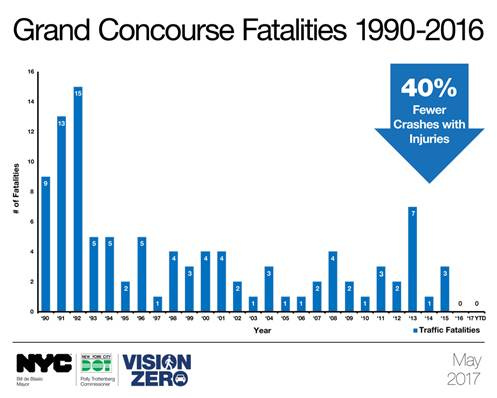 Grand Concourse Fatalities 1990-2016
40%
Fewer
Crashes with
Injuries
# of Fatalities
16
14
12
10
8
6
4
2
0
9
13
15
5
5
2
5
1
4
3
4
4
2
1
3
1
1
2
4
2
1
3
2
7
1
3
0
0
'90 '91 '92 '93 '94 '95 '96 '97 '98 '99 '00 '01 '02 '03 '04 '05 '06 '07 '08 '09 '10 '11 '12 '13 '14 '15 '16 '17 YTD
Year
Traffic Fatalities
NYC
Bill de Blasio
Mayor
NEW YORK CITY
DOT
Polly Trottenberg
Commissioner
VISION
ZERO
May
2017